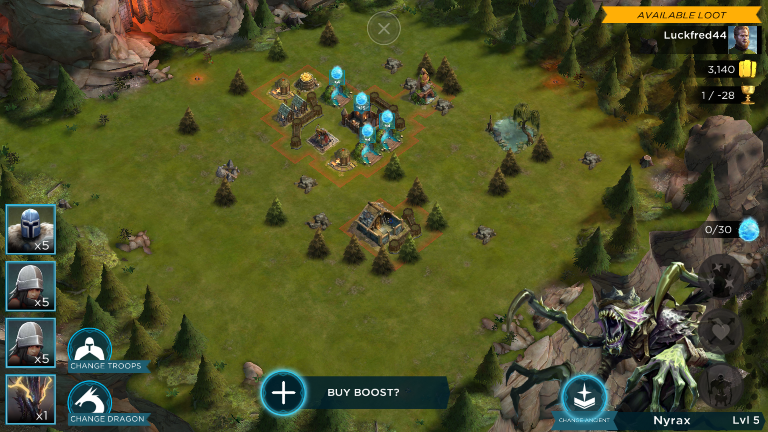 AVAILABLE LOOT
Luckfred44
3,140
1 / -28
0/30
x5
x5
x5
x1
CHANGE TROOPS
CHANGE DRAGON
BUY BOOST?
CHANGE ANCIENT
Nyrax Lvl 5